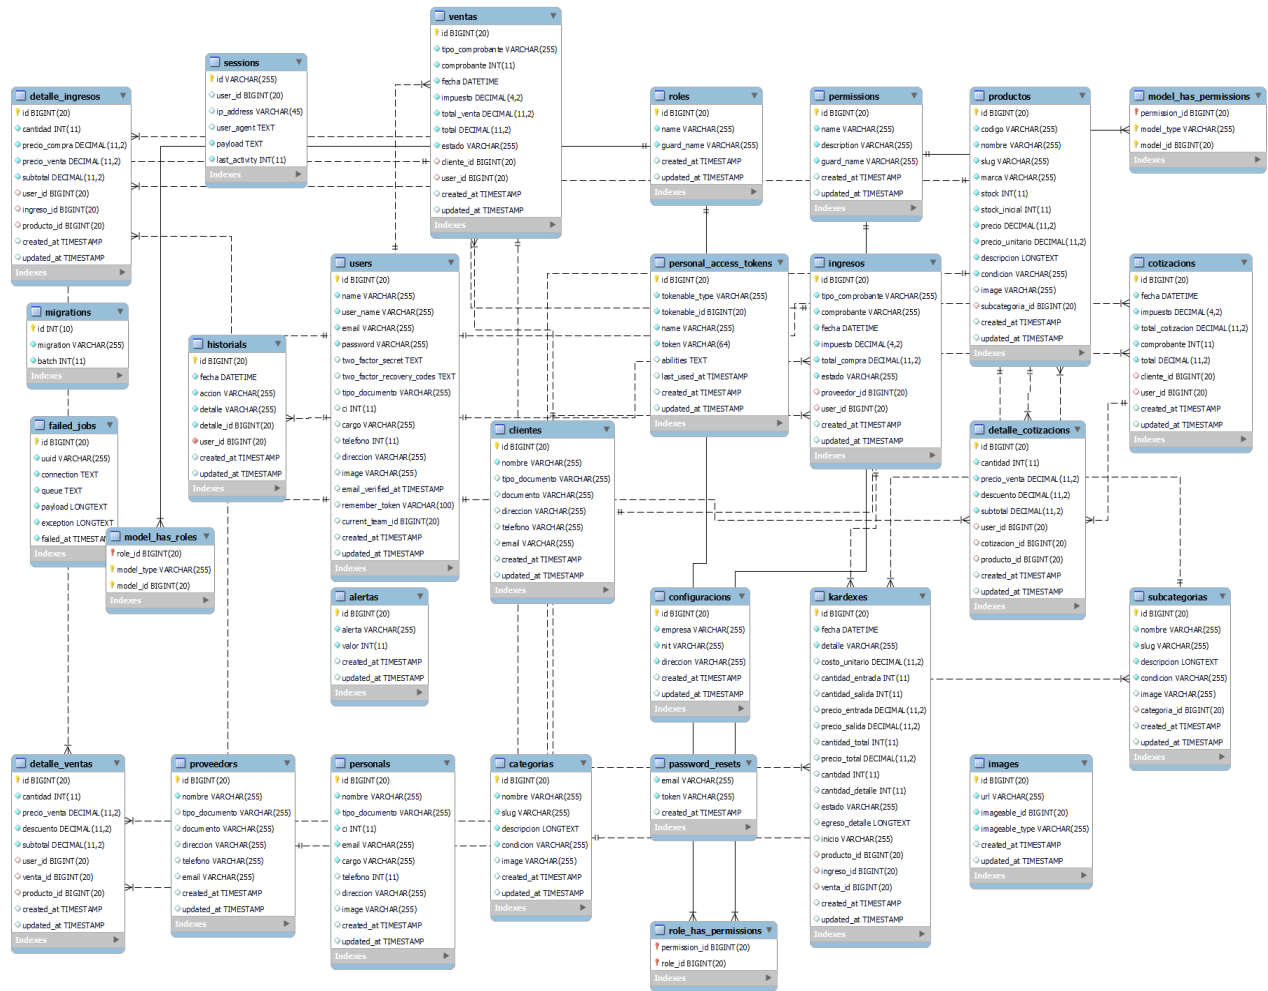 ventas
id BIGINT(20)
tipo_comprobante VARCHAR(255)
comprobante INT(11)
fecha DATETIME
impuesto DECIMAL(4,2)
total_venta DECIMAL(11,2)
total DECIMAL(11,2)
estado VARCHAR(255)
cliente_id BIGINT(20)
user_id BIGINT(20)
created_at TIMESTAMP
updated_at TIMESTAMP
Indexes
sessions
id VARCHAR(255)
user_id BIGINT(20)
ip_address VARCHAR(45)
user_agent TEXT
payload TEXT
last_activity INT(11)
Indexes
detalle_ingresos
id BIGINT(20)
cantidad INT(11)
precio_compra DECIMAL(11,2)
precio_venta DECIMAL(11,2)
subtotal DECIMAL(11,2)
user_id BIGINT(20)
ingreso_id BIGINT(20)
producto_id BIGINT(20)
created_at TIMESTAMP
updated_at TIMESTAMP
Indexes
roles
id BIGINT(20)
name VARCHAR(255)
guard_name VARCHAR(255)
created_at TIMESTAMP
updated_at TIMESTAMP
Indexes
permissions
id BIGINT(20)
name VARCHAR(255)
description VARCHAR(255)
guard_name VARCHAR(255)
created_at TIMESTAMP
updated_at TIMESTAMP
Indexes
productos
id BIGINT(20)
codigo VARCHAR(255)
nombre VARCHAR(255)
slug VARCHAR(255)
marca VARCHAR(255)
stock INT(11)
stock_inicial INT(11)
precio DECIMAL(11,2)
precio_unitario DECIMAL(11,2)
descripcion LONGTEXT
condicion VARCHAR(255)
image VARCHAR(255)
subcategoria_id BIGINT(20)
created_at TIMESTAMP
updated_at TIMESTAMP
Indexes
model_has_permissions
permission_id BIGINT(20)
model_type VARCHAR(255)
model_id BIGINT(20)
Indexes
users
id BIGINT(20)
name VARCHAR(255)
user_name VARCHAR(255)
email VARCHAR(255)
password VARCHAR(255)
two_factor_secret TEXT
two_factor_recovery_codes TEXT
tipo_documento VARCHAR(255)
ci INT(11)
cargo VARCHAR(255)
telefono INT(11)
direccion VARCHAR(255)
image VARCHAR(255)
email_verified_at TIMESTAMP
remember_token VARCHAR(100)
current_team_id BIGINT(20)
created_at TIMESTAMP
updated_at TIMESTAMP
Indexes
personal_access_tokens
id BIGINT(20)
tokenable_type VARCHAR(255)
tokenable_id BIGINT(20)
name VARCHAR(255)
token VARCHAR(64)
abilities TEXT
last_used_at TIMESTAMP
created_at TIMESTAMP
updated_at TIMESTAMP
Indexes
ingresos
id BIGINT(20)
tipo_comprobante VARCHAR(255)
comprobante VARCHAR(255)
fecha DATETIME
impuesto DECIMAL(4,2)
total_compra DECIMAL(11,2)
estado VARCHAR(255)
proveedor_id BIGINT(20)
user_id BIGINT(20)
created_at TIMESTAMP
updated_at TIMESTAMP
Indexes
cotizacions
id BIGINT(20)
fecha DATETIME
impuesto DECIMAL(4,2)
total_cotizacion DECIMAL(11,2)
comprobante INT(11)
total DECIMAL(11,2)
cliente_id BIGINT(20)
user_id BIGINT(20)
created_at TIMESTAMP
updated_at TIMESTAMP
Indexes
migrations
id INT(10)
migration VARCHAR(255)
batch INT(11)
Indexes
historials
id BIGINT(20)
fecha DATETIME
accion VARCHAR(255)
detalle VARCHAR(255)
detalle_id BIGINT(20)
user_id BIGINT(20)
created_at TIMESTAMP
updated_at TIMESTAMP
Indexes
failed_jobs
id BIGINT(20)
uuid VARCHAR(255)
connection TEXT
queue TEXT
payload LONGTEXT
exception LONGTEXT
failed_at
Indexes
model_has_roles
role_id BIGINT(20)
model_type VARCHAR(255)
model_id BIGINT(20)
Indexes
clientes
id BIGINT(20)
nombre VARCHAR(255)
tipo_documento VARCHAR(255)
documento VARCHAR(255)
direccion VARCHAR(255)
telefono VARCHAR(255)
email VARCHAR(255)
created_at TIMESTAMP
updated_at TIMESTAMP
Indexes
detalle_cotizacions
id BIGINT(20)
cantidad INT(11)
precio_venta DECIMAL(11,2)
descuento DECIMAL(11,2)
subtotal DECIMAL(11,2)
user_id BIGINT(20)
cotizacion_id BIGINT(20)
producto_id BIGINT(20)
created_at TIMESTAMP
updated_at TIMESTAMP
Indexes
alertas
id BIGINT(20)
alerta VARCHAR(255)
valor INT(11)
created_at TIMESTAMP
updated_at TIMESTAMP
Indexes
configuracions
id BIGINT(20)
empresa VARCHAR(255)
nit VARCHAR(255)
direccion VARCHAR(255)
created_at TIMESTAMP
updated_at TIMESTAMP
Indexes
kardexes
id BIGINT(20)
fecha DATETIME
detalle VARCHAR(255)
costo_unitario DECIMAL(11,2)
cantidad_entrada INT(11)
cantidad_salida INT(11)
precio_entrada DECIMAL(11,2)
precio_salida DECIMAL(11,2)
cantidad_total INT(11)
precio_total DECIMAL(11,2)
cantidad INT(11)
cantidad_detalle INT(11)
estado VARCHAR(255)
egreso_detalle LONGTEXT
inicio VARCHAR(255)
producto_id BIGINT(20)
ingreso_id BIGINT(20)
venta_id BIGINT(20)
created_at TIMESTAMP
updated_at TIMESTAMP
Indexes
subcategorias
id BIGINT(20)
nombre VARCHAR(255)
slug VARCHAR(255)
descripcion LONGTEXT
condicion VARCHAR(255)
image VARCHAR(255)
categoria_id BIGINT(20)
created_at TIMESTAMP
updated_at TIMESTAMP
Indexes
detalle_ventas
id BIGINT(20)
cantidad INT(11)
precio_venta DECIMAL(11,2)
descuento DECIMAL(11,2)
subtotal DECIMAL(11,2)
user_id BIGINT(20)
venta_id BIGINT(20)
producto_id BIGINT(20)
created_at TIMESTAMP
updated_at TIMESTAMP
Indexes
proveedors
id BIGINT(20)
nombre VARCHAR(255)
tipo_documento VARCHAR(255)
documento VARCHAR(255)
direccion VARCHAR(255)
telefono VARCHAR(255)
email VARCHAR(255)
created_at TIMESTAMP
updated_at TIMESTAMP
Indexes
personals
id BIGINT(20)
nombre VARCHAR(255)
tipo_documento VARCHAR(255)
ci INT(11)
email VARCHAR(255)
cargo VARCHAR(255)
telefono INT(11)
direccion VARCHAR(255)
image VARCHAR(255)
created_at TIMESTAMP
updated_at TIMESTAMP
Indexes
categorias
id BIGINT(20)
nombre VARCHAR(255)
slug VARCHAR(255)
descripcion LONGTEXT
condicion VARCHAR(255)
image VARCHAR(255)
created_at TIMESTAMP
updated_at TIMESTAMP
Indexes
password_resets
email VARCHAR(255)
token VARCHAR(255)
created_at TIMESTAMP
Indexes
images
id BIGINT(20)
url VARCHAR(255)
imageable_id BIGINT(20)
imageable_type VARCHAR(255)
created_at TIMESTAMP
updated_at TIMESTAMP
Indexes
role_has_permissions
permission_id BIGINT(20)
role_id BIGINT(20)
Indexes